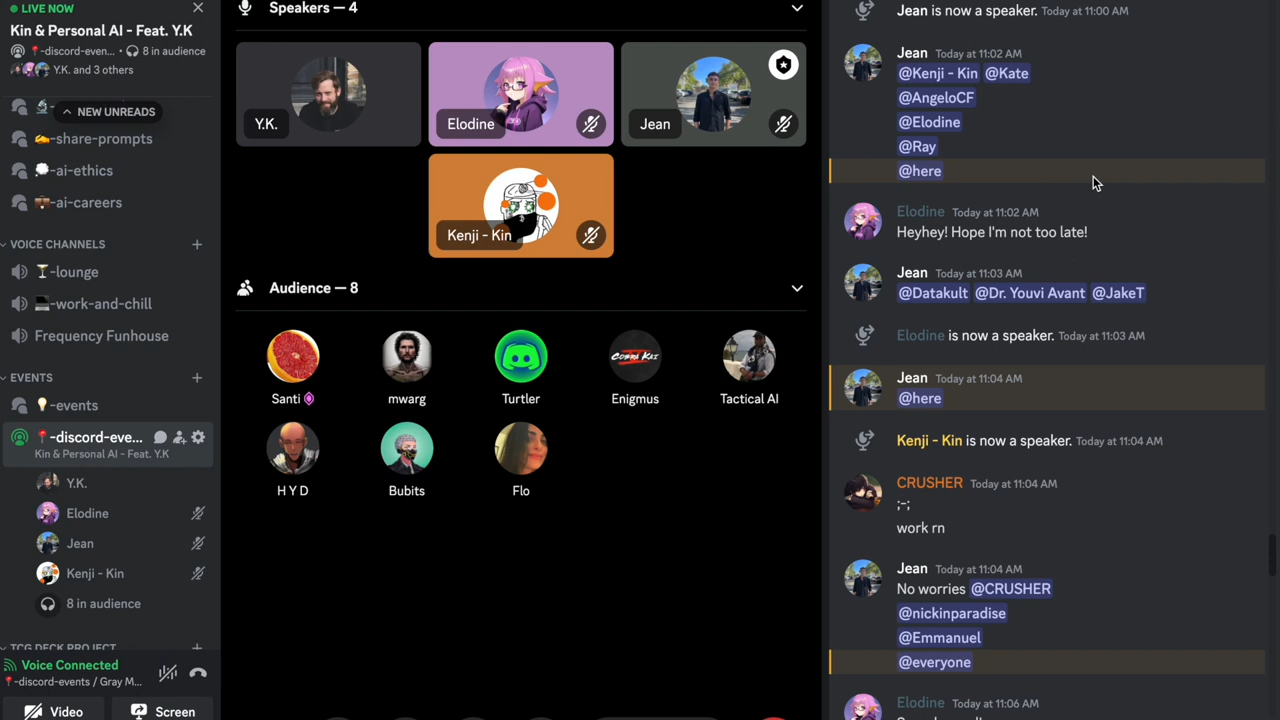 LIVE NOW
Kin & Personal AI - Feat. Y.K
-discord-even... • 8 in audience
Y.K. and 3 others
NEW UNREADS
-share-prompts
-ai-ethics
-ai-careers
VOICE CHANNELS
-lounge
-work-and-chill
Frequency Funhouse
EVENTS
-events
-discord-eve...
Kin & Personal AI - Feat. Y.K
Y.K.
Elodine
Jean
Kenji - Kin
8 in audience
TCG DECK PROJECT
Voice Connected
-discord-events / Gray M...
Video
Screen
Speakers — 4
Y.K.
Elodine
Jean
Kenji - Kin
Audience — 8
COBRA KAI
Santi
mwarg
Turtler
Enigmus
Tactical AI
H Y D
Bubits
Flo
Jean is now a speaker. Today at 11:00 AM
Jean Today at 11:02 AM
@Kenji - Kin @Kate
@AngeloCF
@Elodine
@Ray
@here
Elodine Today at 11:02 AM
Heyhey! Hope I'm not too late!
Jean Today at 11:03 AM
@Datakult @Dr. Youvi Avant @JakeT
Elodine is now a speaker. Today at 11:03 AM
Jean Today at 11:04 AM
@here
Kenji - Kin is now a speaker. Today at 11:04 AM
CRUSHER Today at 11:04 AM
;-;
work rn
Jean Today at 11:04 AM
No worries @CRUSHER
@nickinparadise
@Emmanuel
@everyone
Elodine Today at 11:06 AM